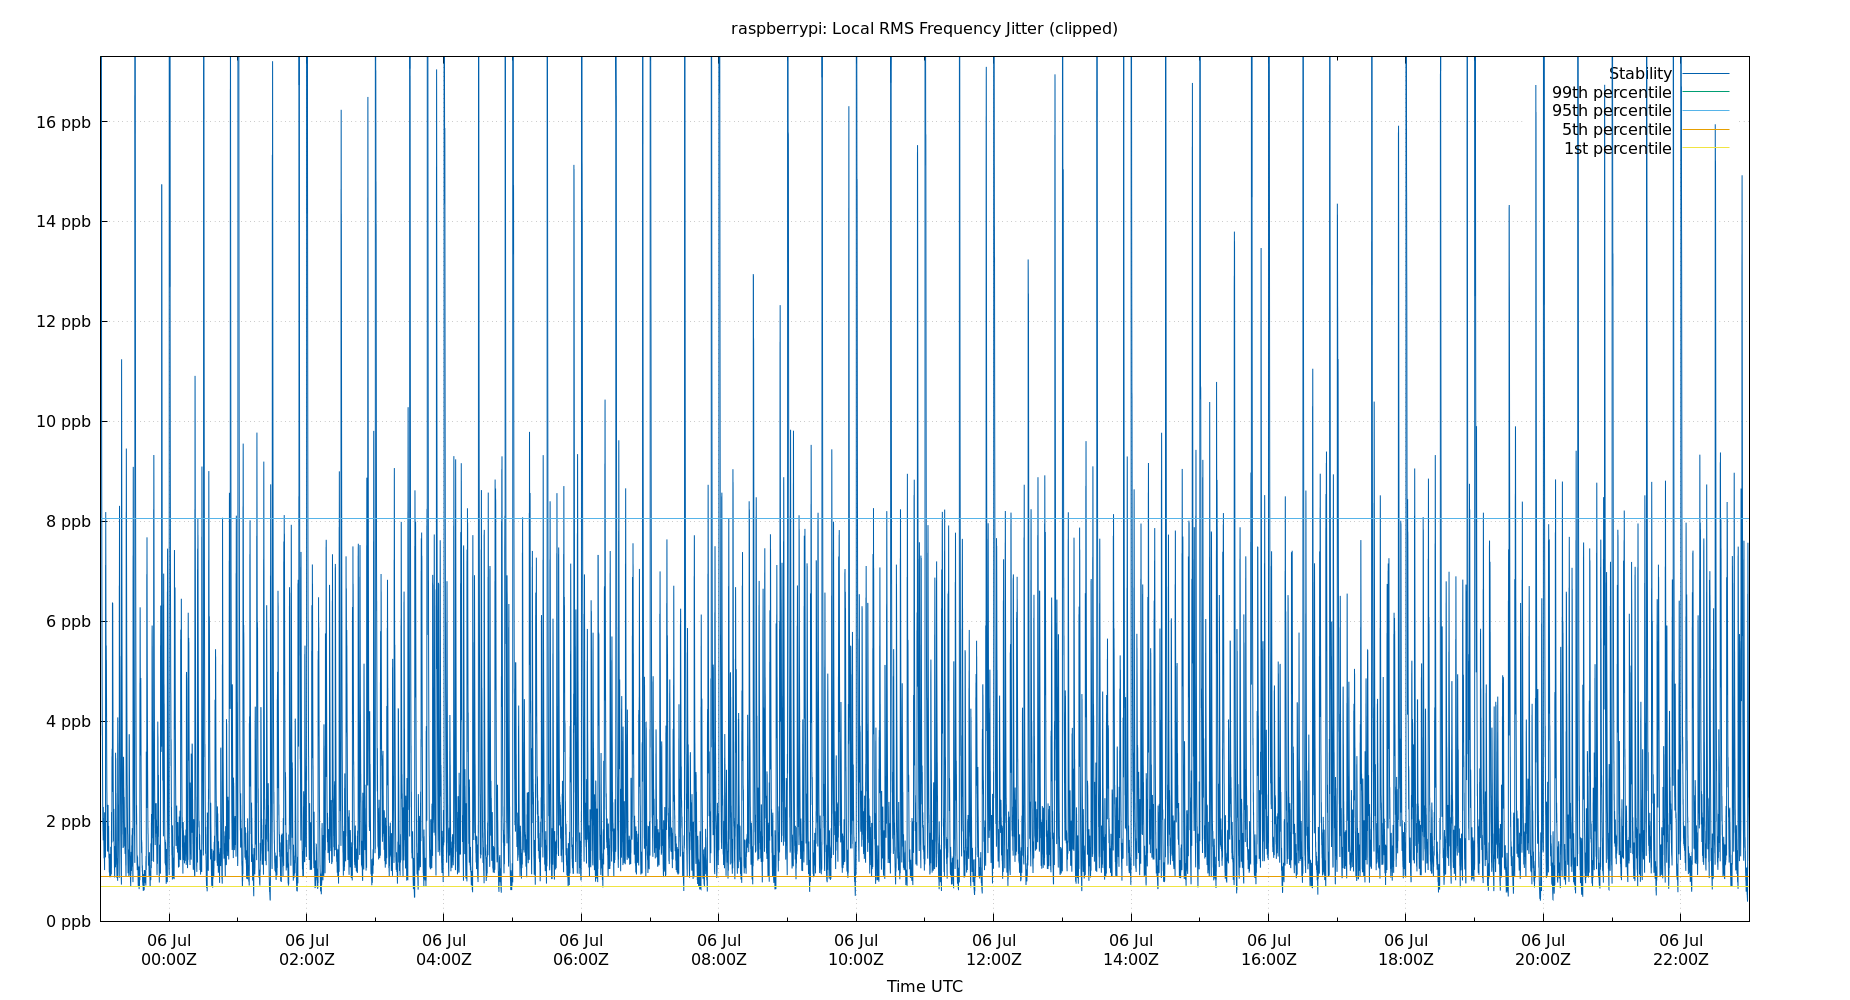 raspberrypi: Local RMS Frequency Jitter (clipped)
Stability
99th percentile
95th percentile
5th percentile
1st percentile
16 ppb
14 ppb
12 ppb
10 ppb
8 ppb
6 ppb
4 ppb
2 ppb
0 ppb
06 Jul 06 Jul 06 Jul 06 Jul 06 Jul 06 Jul 06 Jul 06 Jul 06 Jul 06 Jul 06 Jul 06 Jul
00:00Z 02:00Z 04:00Z 06:00Z 08:00Z 10:00Z 12:00Z 14:00Z 16:00Z 18:00Z 20:00Z 22:00Z
Time UTC